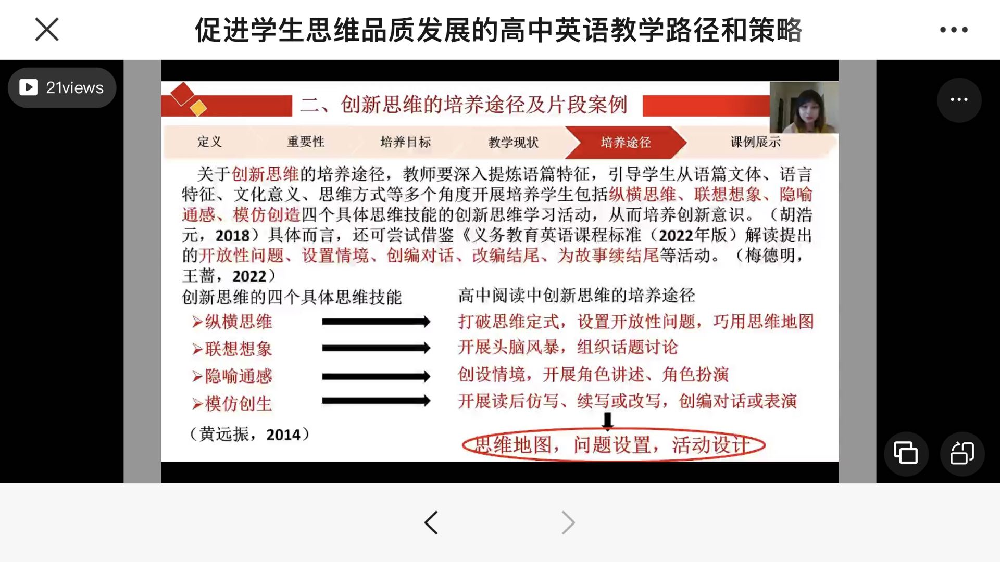 促进学生思维品质发展的高中英语教学路径和策略
21views
二、创新思维的培养途径及片段案例
定义 重要性 培养目标 教学现状 培养途径 课例展示
关于创新思维的培养途径，教师要深入提炼语篇特征，引导学生从语篇文体、语言
特征、文化意义、思维方式等多个角度开展培养学生包括纵横思维、联想想象、隐喻
通感、模仿创造四个具体思维技能的创新思维学习活动，从而培养创新意识。（胡浩
元，2018）具体而言，还可尝试借鉴《义务教育英语课程标准（2022年版）解读提出
的开放性问题、设置情境、创编对话、改编结尾、为故事续结尾等活动。（梅德明，
王蔷，2022）
创新思维的四个具体思维技能 高中阅读中创新思维的培养途径
➢纵横思维 打破思维定式，设置开放性问题，巧用思维地图
➢联想想象 开展头脑风暴，组织话题讨论
➢隐喻通感 创设情境，开展角色讲述、角色扮演
➢模仿创生 开展读后仿写、续写或改写，创编对话或表演
（黄远振，2014）
思维地图，问题设置，活动设计